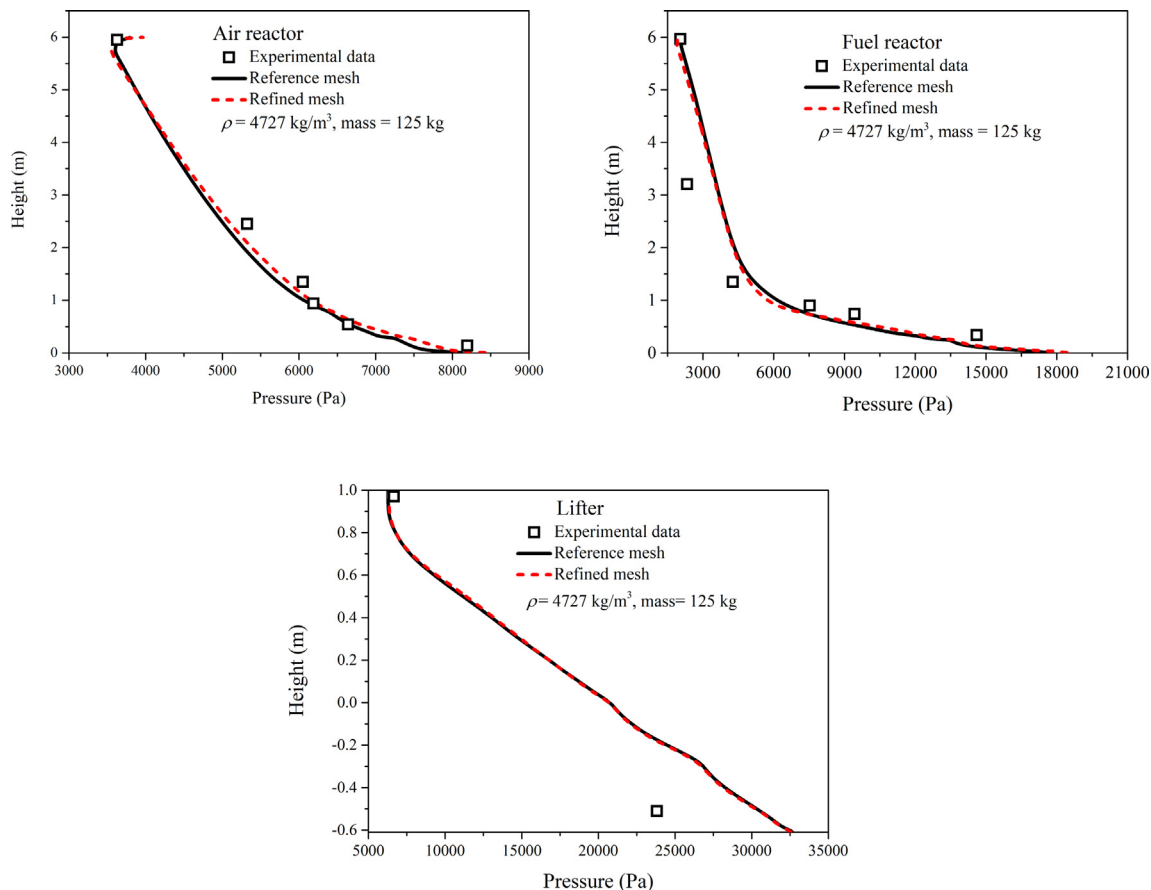 Air reactor
Experimental data
Reference mesh
Refined mesh
ρ = 4727 kg/m³, mass = 125 kg
6
5
4
3
2
1
0
Height (m)
3000 4000 5000 6000 7000 8000 9000
Pressure (Pa)
Fuel reactor
Experimental data
Reference mesh
Refined mesh
ρ = 4727 kg/m³, mass = 125 kg
6
5
4
3
2
1
0
Height (m)
3000 6000 9000 12000 15000 18000 21000
Pressure (Pa)
Lifter
Experimental data
Reference mesh
Refined mesh
ρ = 4727 kg/m³, mass= 125 kg
1.0
0.8
0.6
0.4
0.2
0.0
-0.2
-0.4
-0.6
Height (m)
5000 10000 15000 20000 25000 30000 35000
Pressure (Pa)